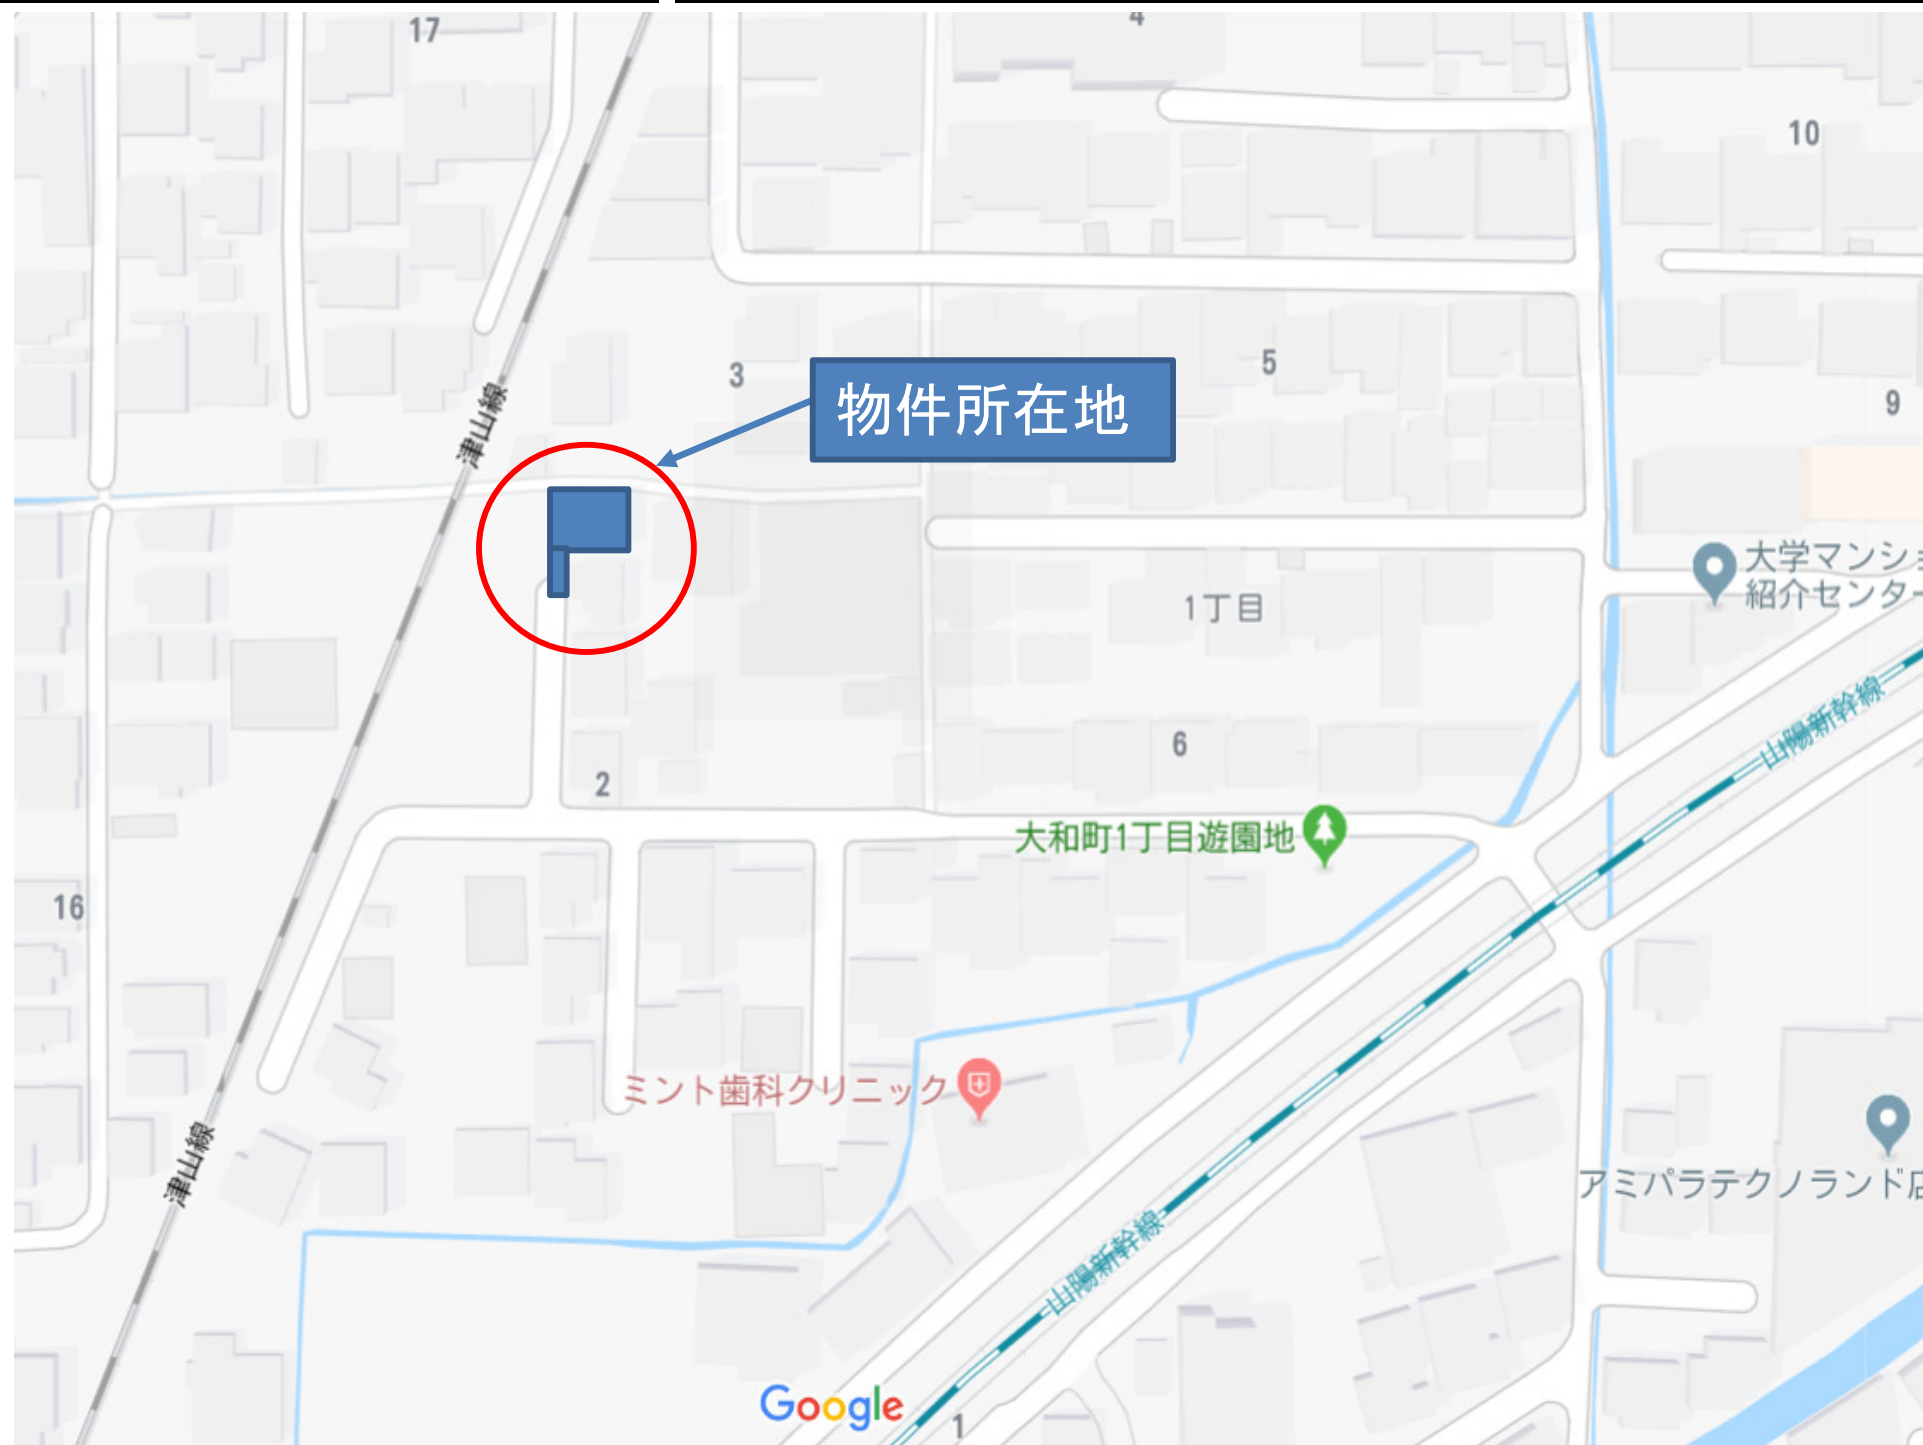 17
4
10
津山線
3
物件所在地
5
9
大学マンショ
紹介センター
1丁目
山陽新幹線
6
2
大和町1丁目遊園地
16
ミント歯科クリニック
津山線
アミパラテクノランド店
山陽新幹線
Google
1